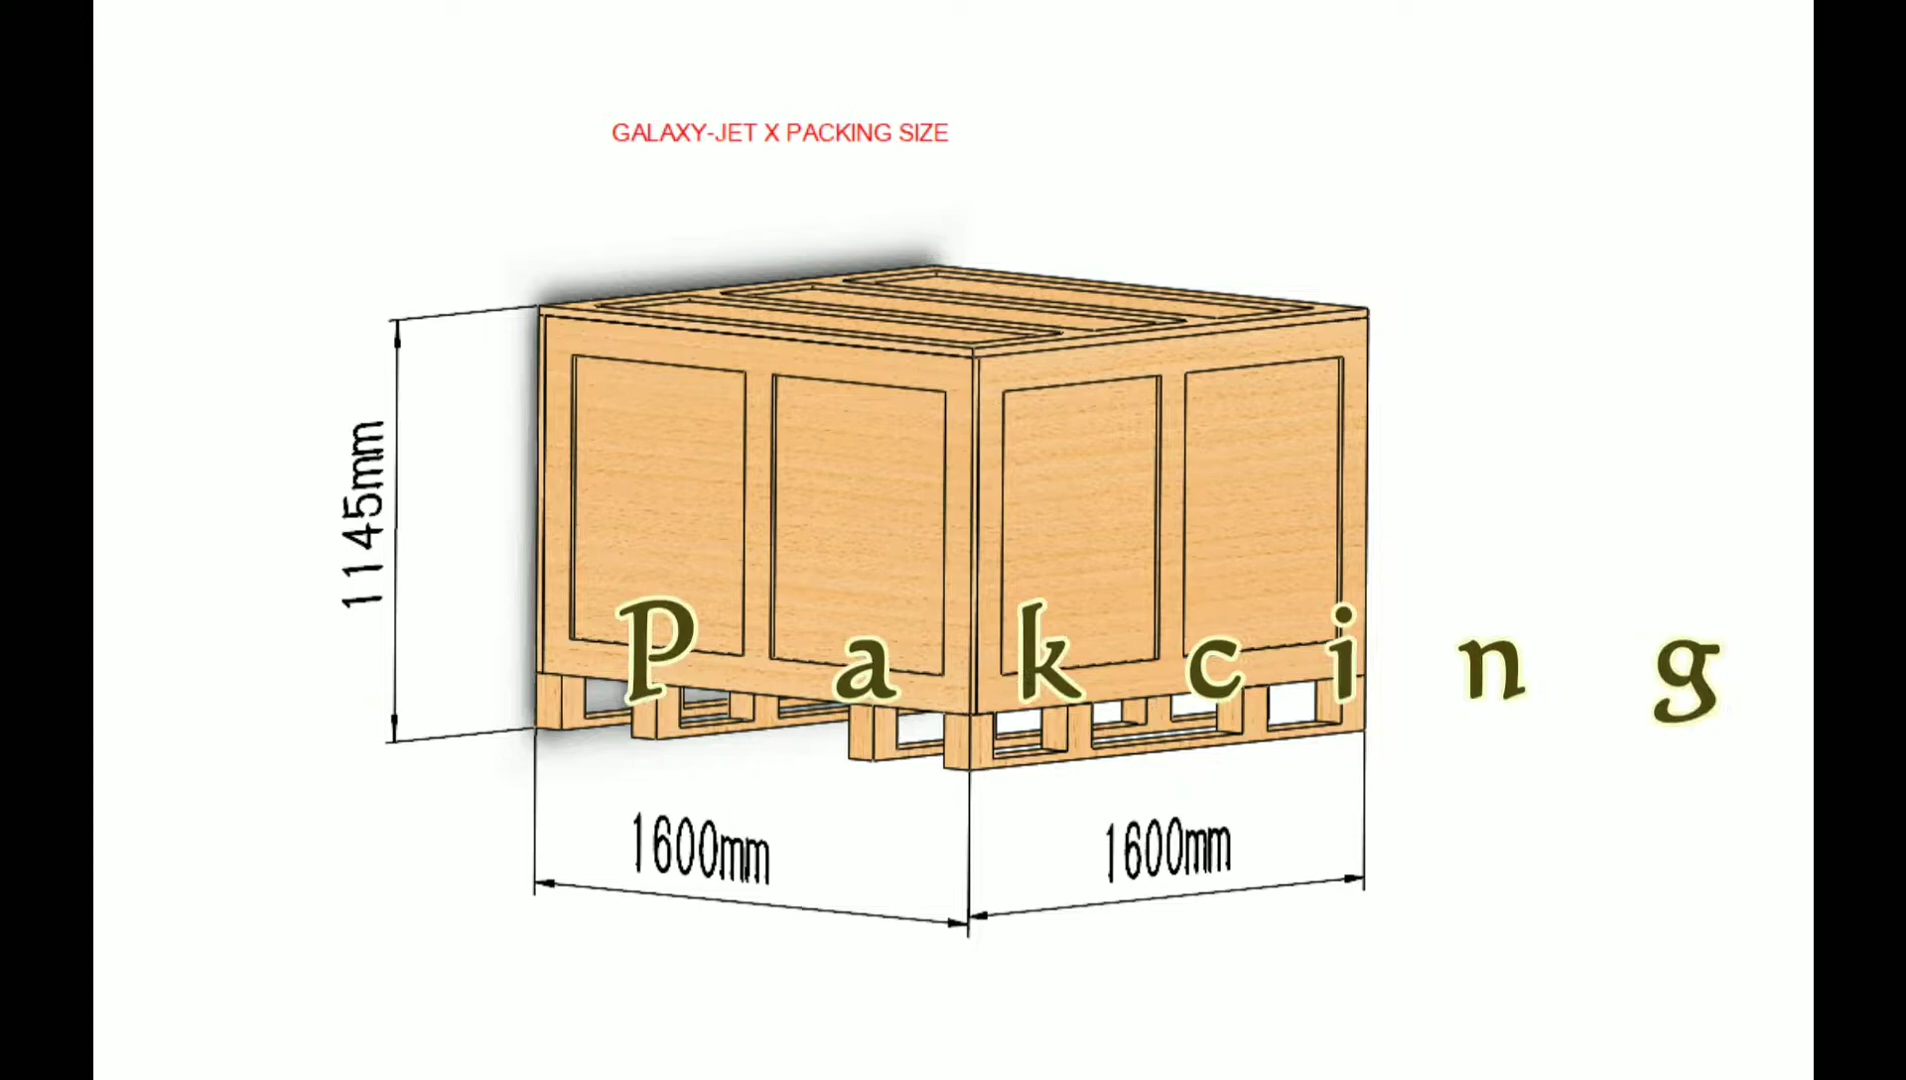 GALAXY-JET X PACKING SIZE
1145mm
Pakcing
1600mm
1600mm